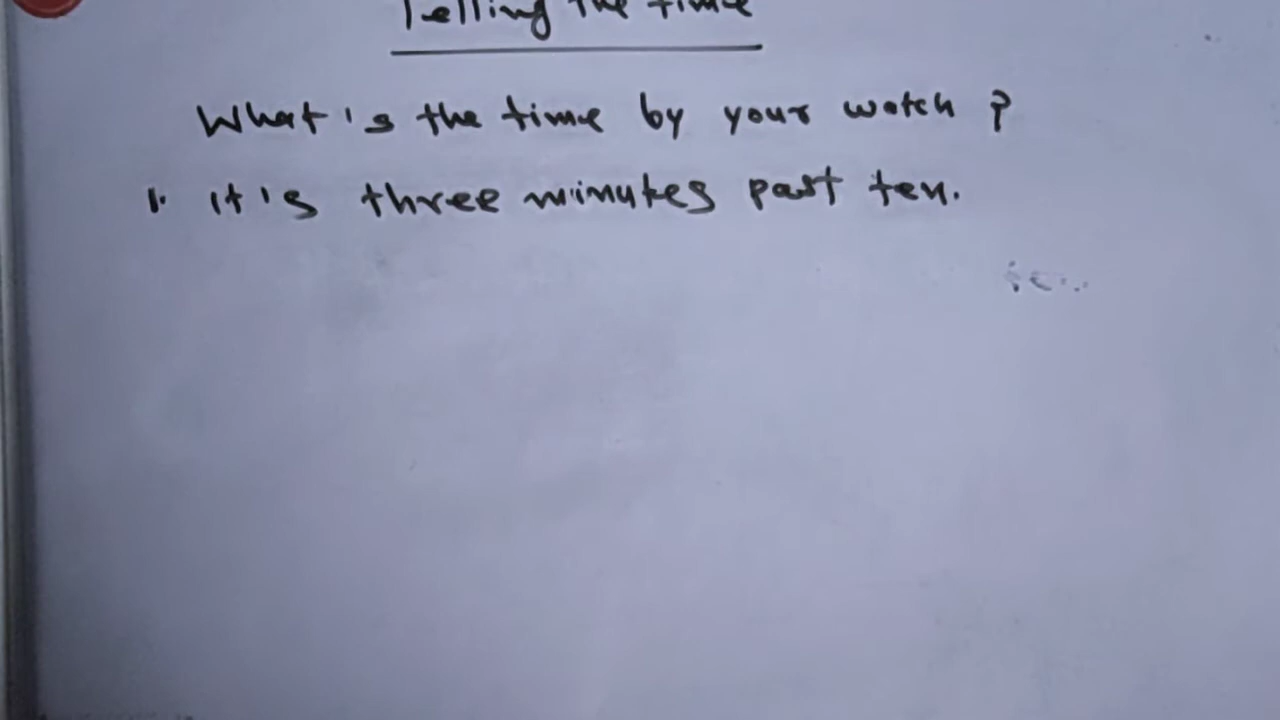 Telling the time
What's the time by your watch ?
1. it's three minutes past ten.